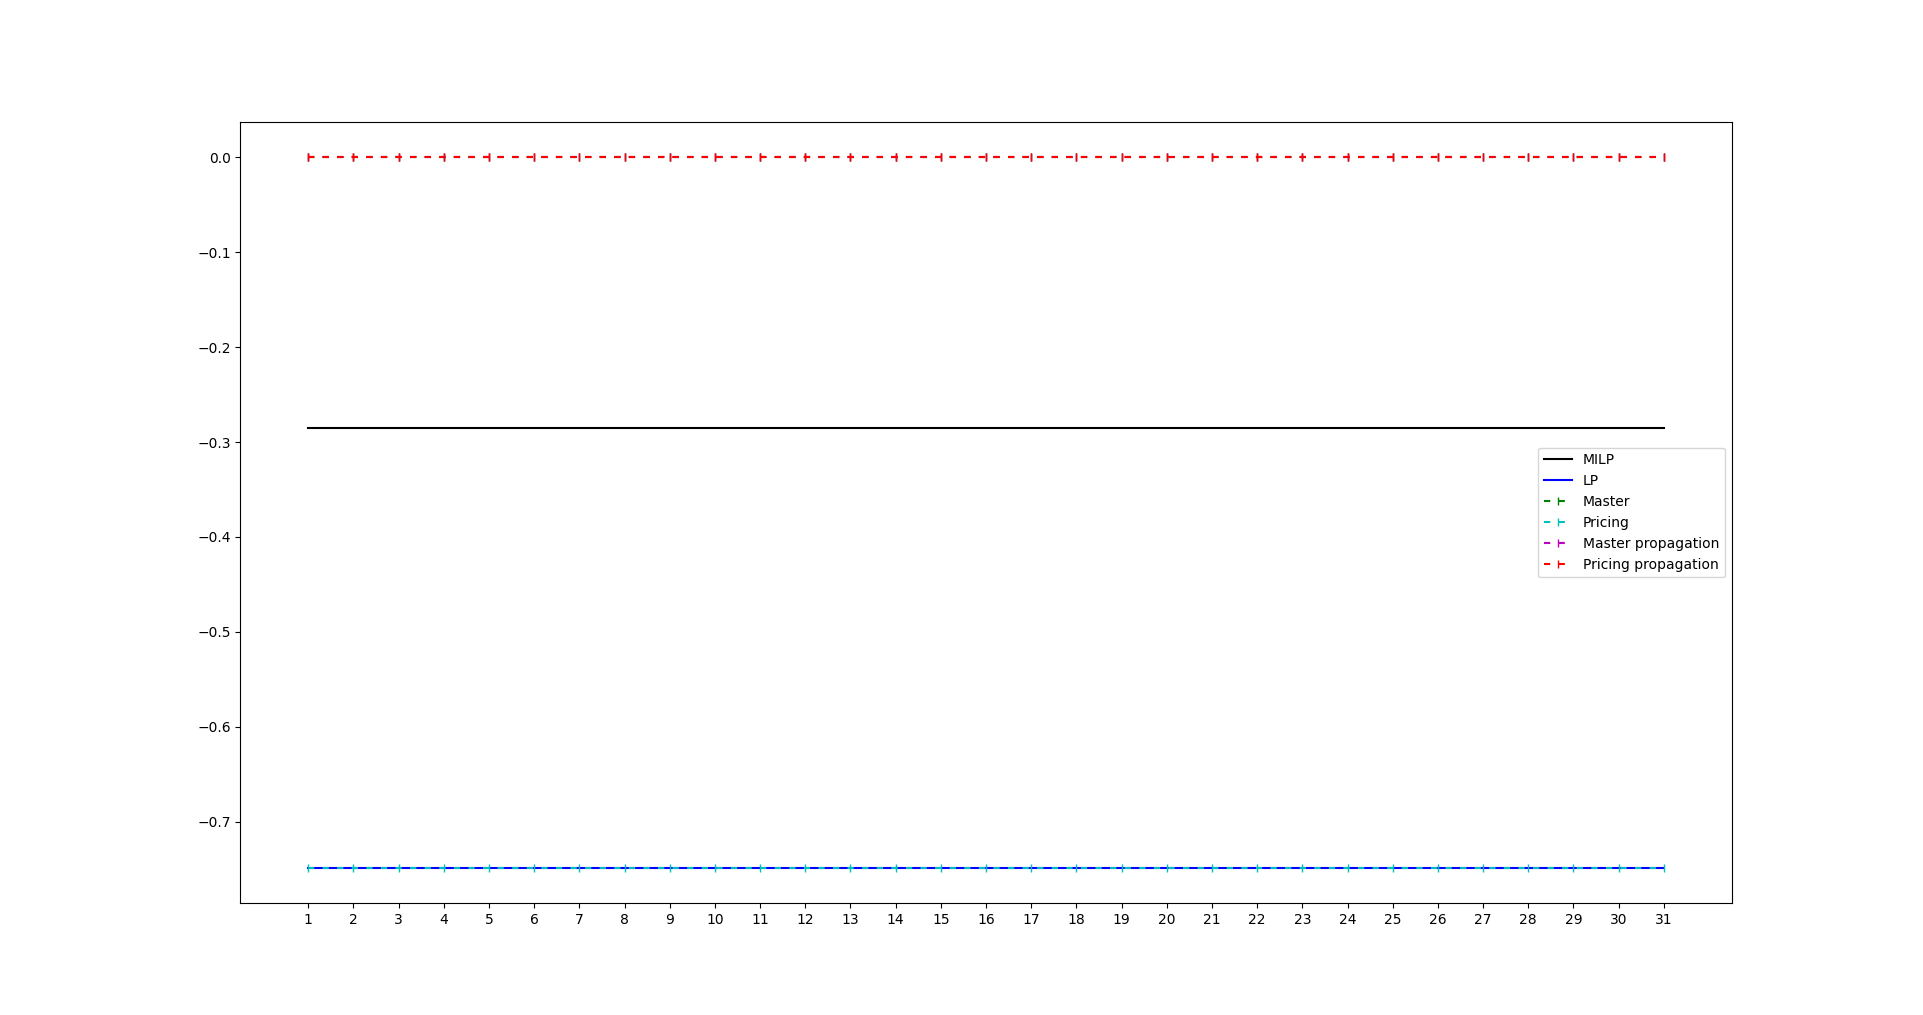 0.0
−0.1
−0.2
−0.3
−0.4
−0.5
−0.6
−0.7
MILP
LP
Master
Pricing
Master propagation
Pricing propagation
1 2 3 4 5 6 7 8 9 10 11 12 13 14 15 16 17 18 19 20 21 22 23 24 25 26 27 28 29 30 31